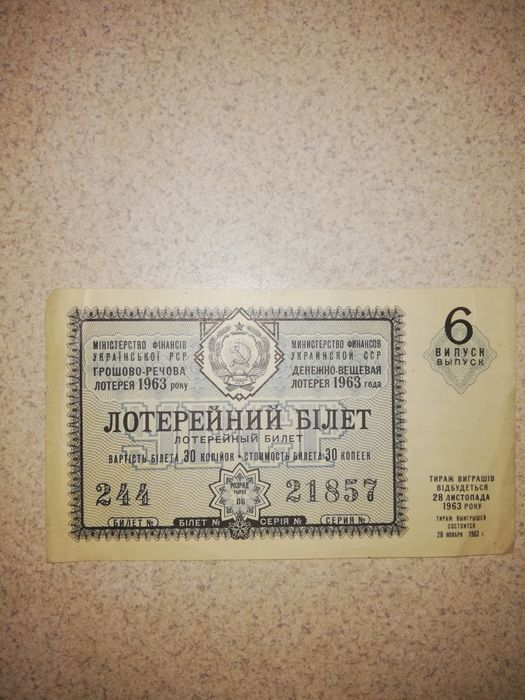 МІНІСТЕРСТВО ФІНАНСІВ
УКРАЇНСЬКОЇ РСР
ГРОШОВО-РЕЧОВА
ЛОТЕРЕЯ 1963 року
МИНИСТЕРСТВО ФИНАНСОВ
УКРАИНСКОЙ ССР
ДЕНЕЖНО-ВЕЩЕВАЯ
ЛОТЕРЕЯ 1963 года
6
ВИПУСК
ВЫПУСК
ЛОТЕРЕЙНИЙ БІЛЕТ
ЛОТЕРЕЙНЫЙ БИЛЕТ
ВАРТІСТЬ БІЛЕТА 30 КОПІЙОК • СТОИМОСТЬ БИЛЕТА 30 КОПЕЕК
244
РОЗРЯД
РАЗРЯД
06
21857
БИЛЕТ № БІЛЕТ № СЕРІЯ № СЕРИЯ №
ТИРАЖ ВИГРАШІВ
ВІДБУДЕТЬСЯ
28 ЛИСТОПАДА
1963 РОКУ
ТИРАЖ ВЫИГРЫШЕЙ
СОСТОИТСЯ
28 НОЯБРЯ 1963 г.